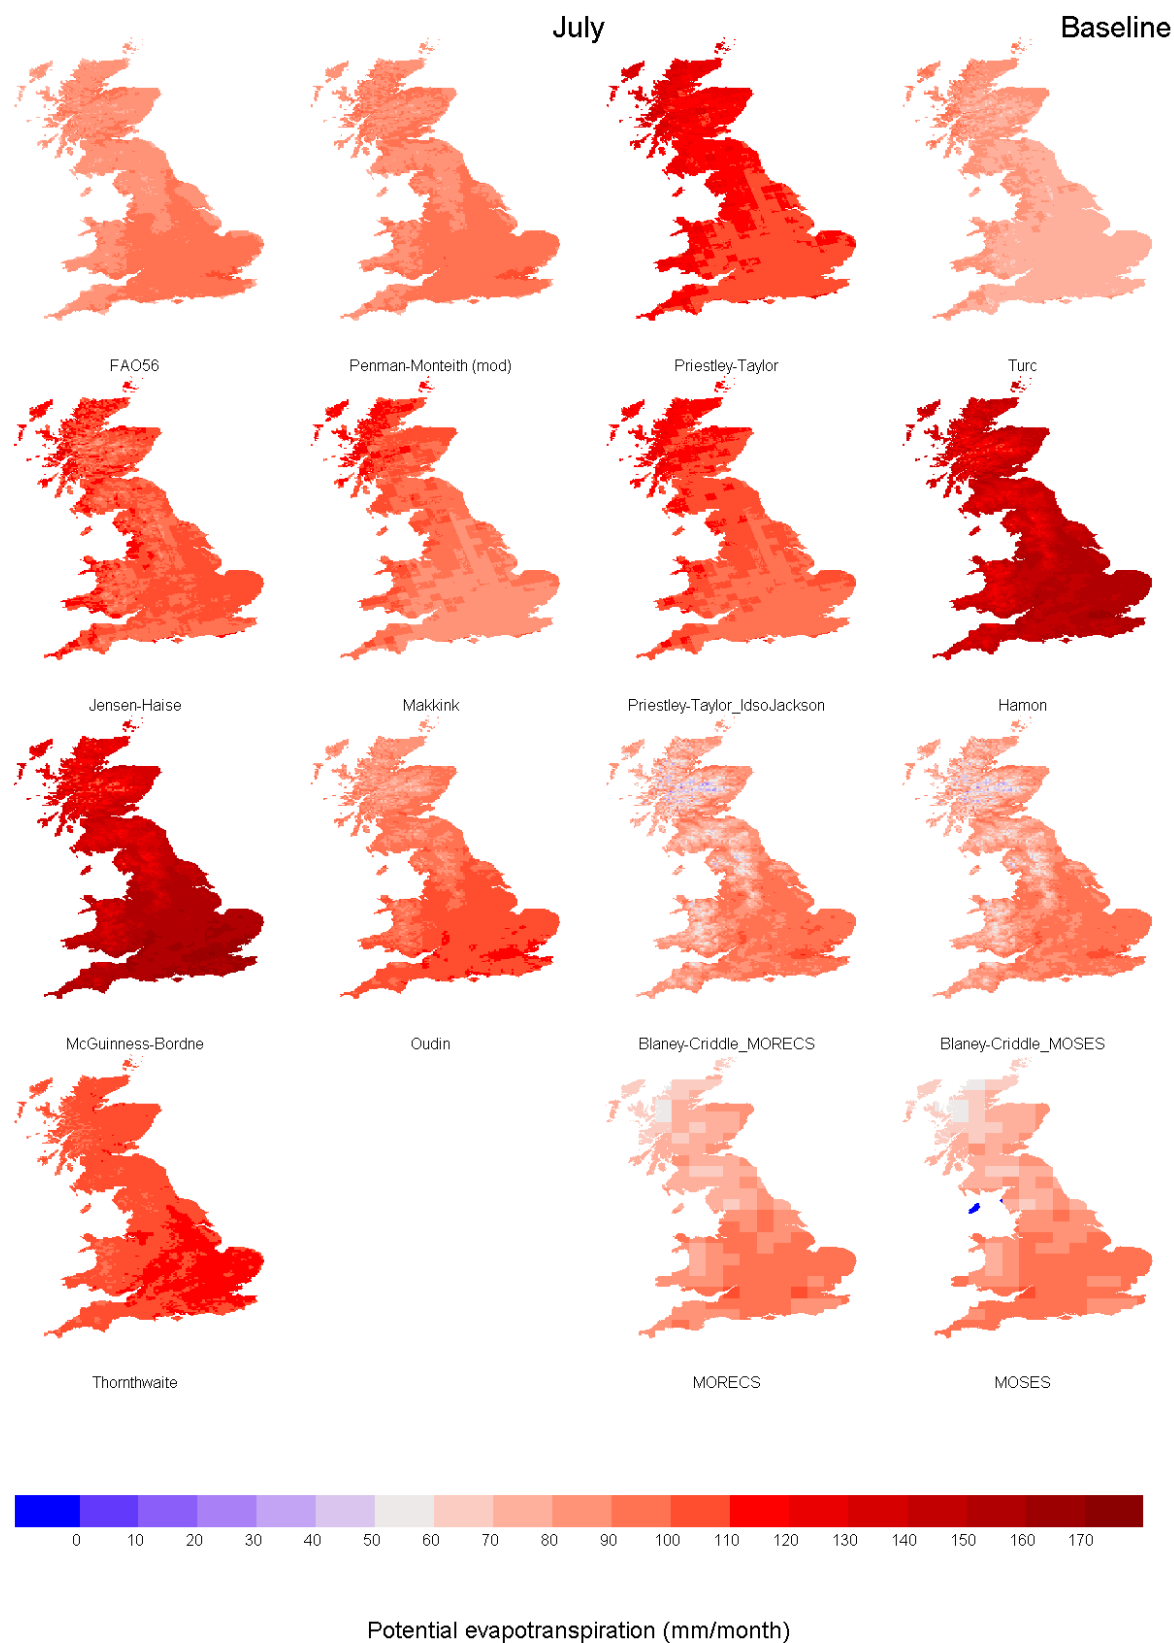 July Baseline
FAO56 Penman-Monteith (mod) Priestley-Taylor Turc
Jensen-Haise Makkink Priestley-Taylor_IdsoJackson Hamon
McGuinness-Bordne Oudin Blaney-Criddle_MORECS Blaney-Criddle_MOSES
Thornthwaite MORECS MOSES
0 10 20 30 40 50 60 70 80 90 100 110 120 130 140 150 160 170
Potential evapotranspiration (mm/month)